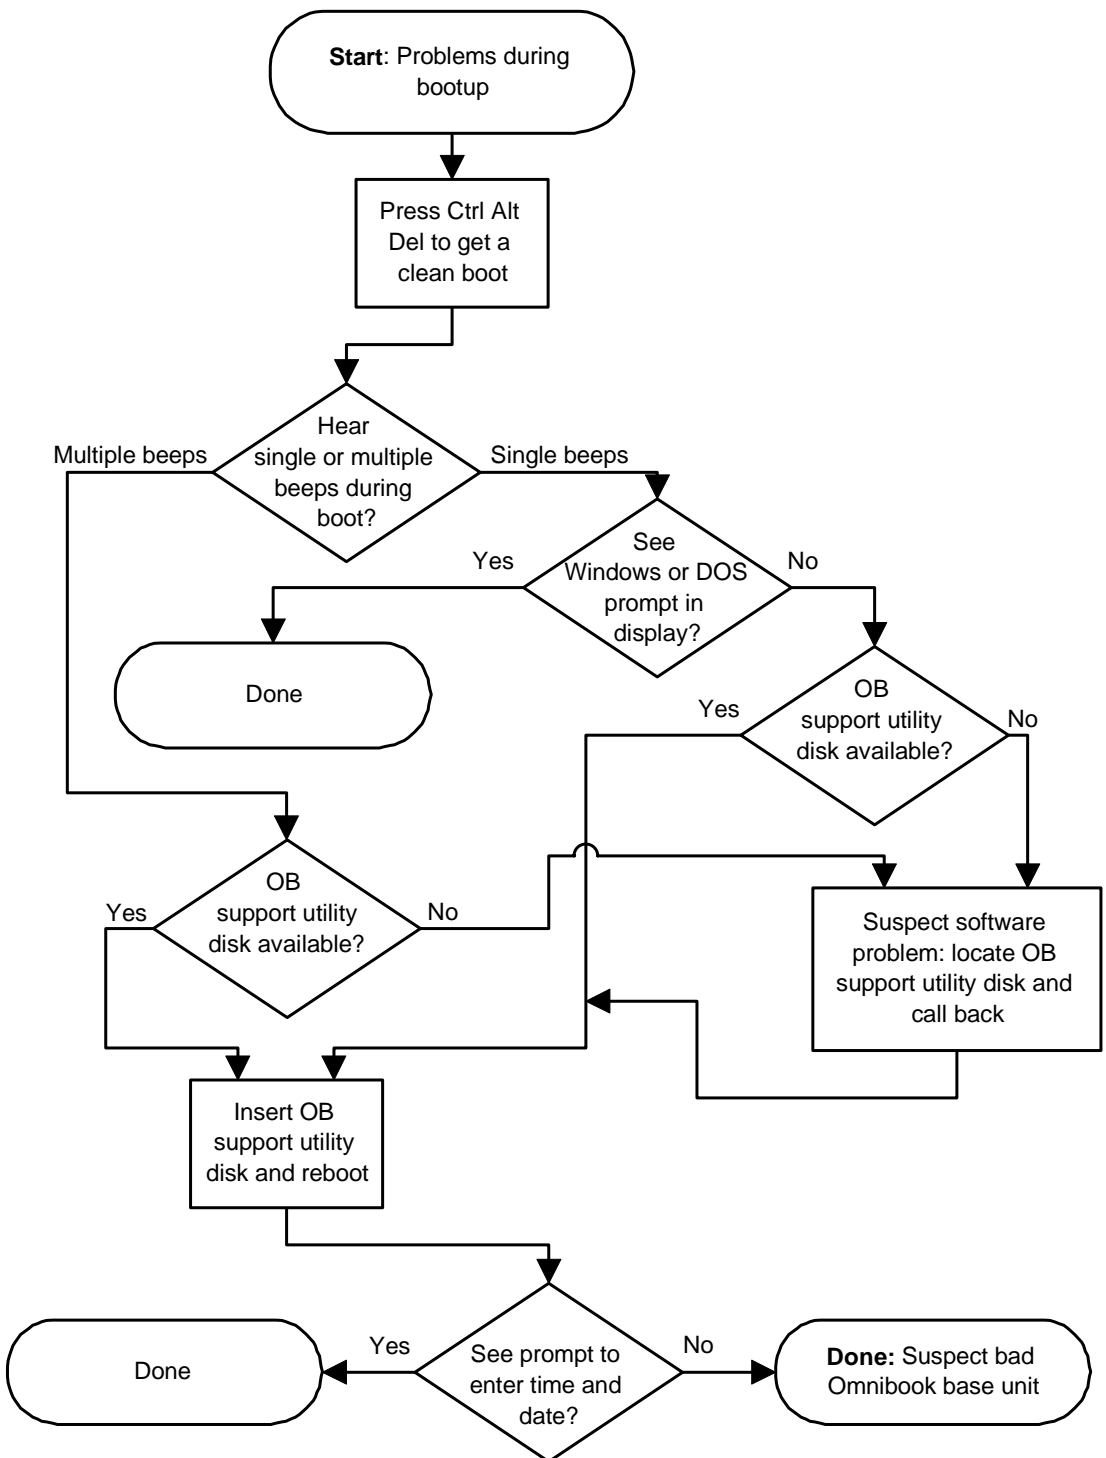 Start: Problems during
bootup
Press Ctrl Alt
Del to get a
clean boot
Hear
single or multiple
beeps during
boot?
Multiple beeps
Single beeps
See
Windows or DOS
prompt in
display?
Yes
No
Done
OB
support utility
disk available?
Yes
No
OB
support utility
disk available?
Yes
No
Suspect software
problem: locate OB
support utility disk and
call back
Insert OB
support utility
disk and reboot
See prompt to
enter time and
date?
Yes
No
Done
Done: Suspect bad
Omnibook base unit